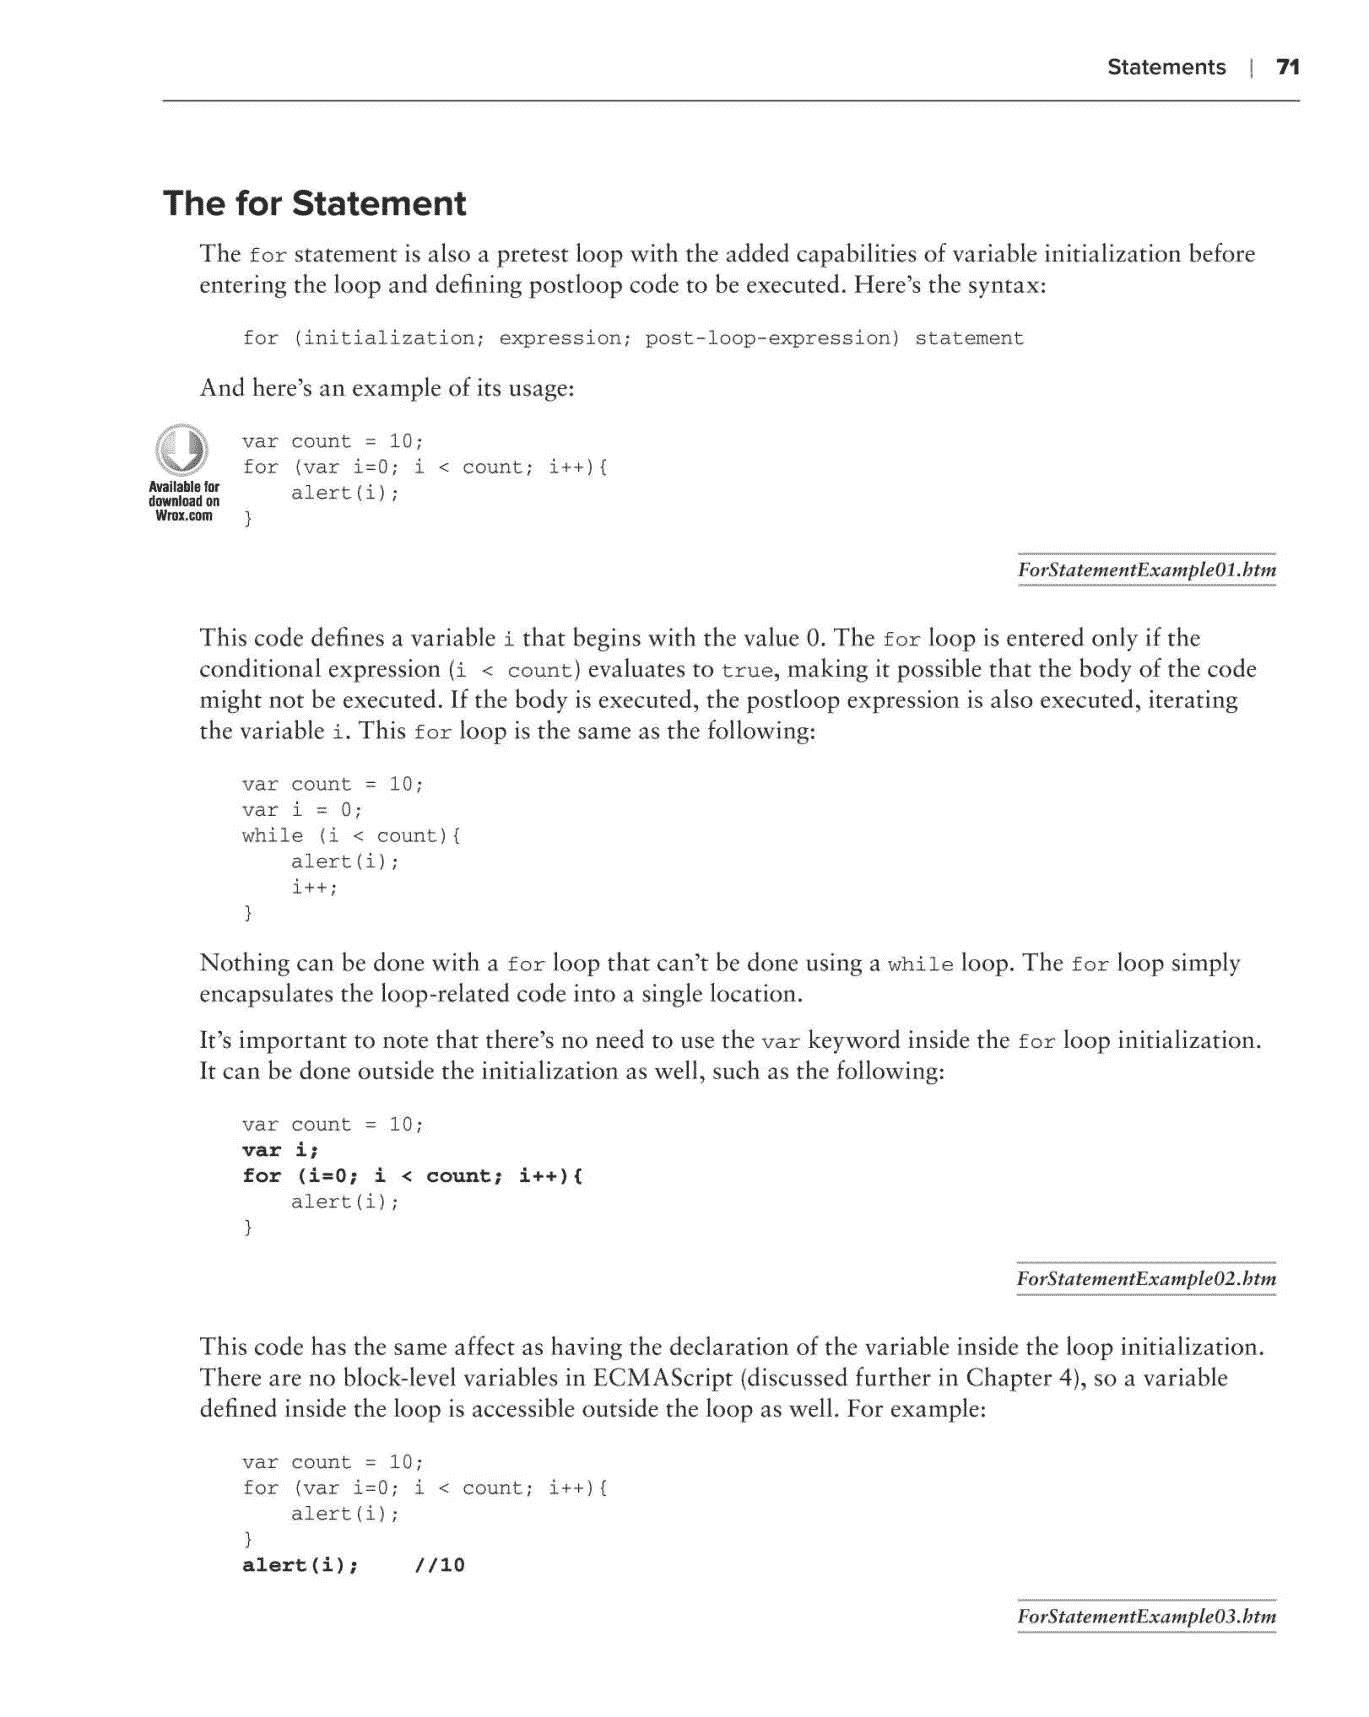 Statements | 71
The for Statement
The for statement is also a pretest loop with the added capabilities of variable initialization before
entering the loop and defining postloop code to be executed. Here’s the syntax:
for (initialization; expression; post-loop-expression) statement
And here’s an example of its usage:
Available for
download on
Wrox.com
var count = 10;
for (var i=0; i < count; i++){
    alert(i);
}
ForStatementExample01.htm
This code defines a variable i that begins with the value 0. The for loop is entered only if the
conditional expression (i < count) evaluates to true, making it possible that the body of the code
might not be executed. If the body is executed, the postloop expression is also executed, iterating
the variable i. This for loop is the same as the following:
var count = 10;
var i = 0;
while (i < count){
    alert(i);
    i++;
}
Nothing can be done with a for loop that can’t be done using a while loop. The for loop simply
encapsulates the loop-related code into a single location.
It’s important to note that there’s no need to use the var keyword inside the for loop initialization.
It can be done outside the initialization as well, such as the following:
var count = 10;
var i;
for (i=0; i < count; i++){
    alert(i);
}
ForStatementExample02.htm
This code has the same affect as having the declaration of the variable inside the loop initialization.
There are no block-level variables in ECMAScript (discussed further in Chapter 4), so a variable
defined inside the loop is accessible outside the loop as well. For example:
var count = 10;
for (var i=0; i < count; i++){
    alert(i);
}
alert(i);    //10
ForStatementExample03.htm